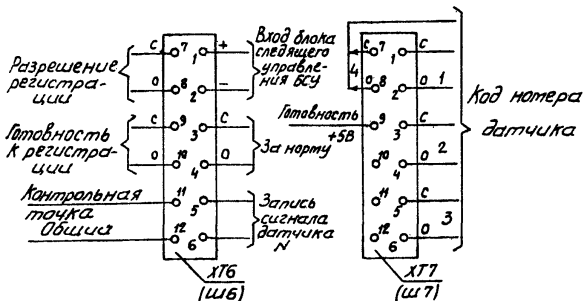 Разрешение
регистра-
ции
С
О
7
8
1
2
+
−
Вход блока
следящего
управле-
ния БСУ
Готовность
к регистра-
ции
С
О
9
10
3
4
С
О
За норму
Контрольная
точка
Общий
11
12
5
6
Запись
сигнала
датчика
N
ХТ6
(Ш6)
4
С
О
7
8
1
2
С
О
1
Готовность
+5В
9
10
3
4
С
О
2
11
12
5
6
С
О
3
Код номера
датчика
ХТ7
(Ш7)